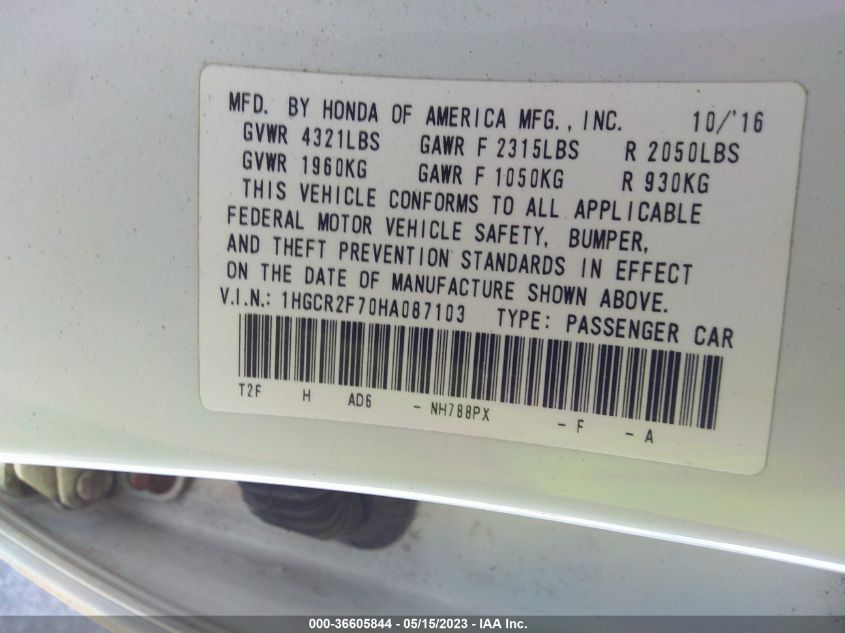 MFD. BY HONDA OF AMERICA MFG., INC. 10/'16
GVWR 4321LBS GAWR F 2315LBS R 2050LBS
GVWR 1960KG GAWR F 1050KG R 930KG
THIS VEHICLE CONFORMS TO ALL APPLICABLE
FEDERAL MOTOR VEHICLE SAFETY, BUMPER,
AND THEFT PREVENTION STANDARDS IN EFFECT
ON THE DATE OF MANUFACTURE SHOWN ABOVE.
V.I.N.: 1HGCR2F70HA087103 TYPE: PASSENGER CAR
T2F H AD6 - NH788PX - F - A
000-36605844 - 05/15/2023 - IAA Inc.